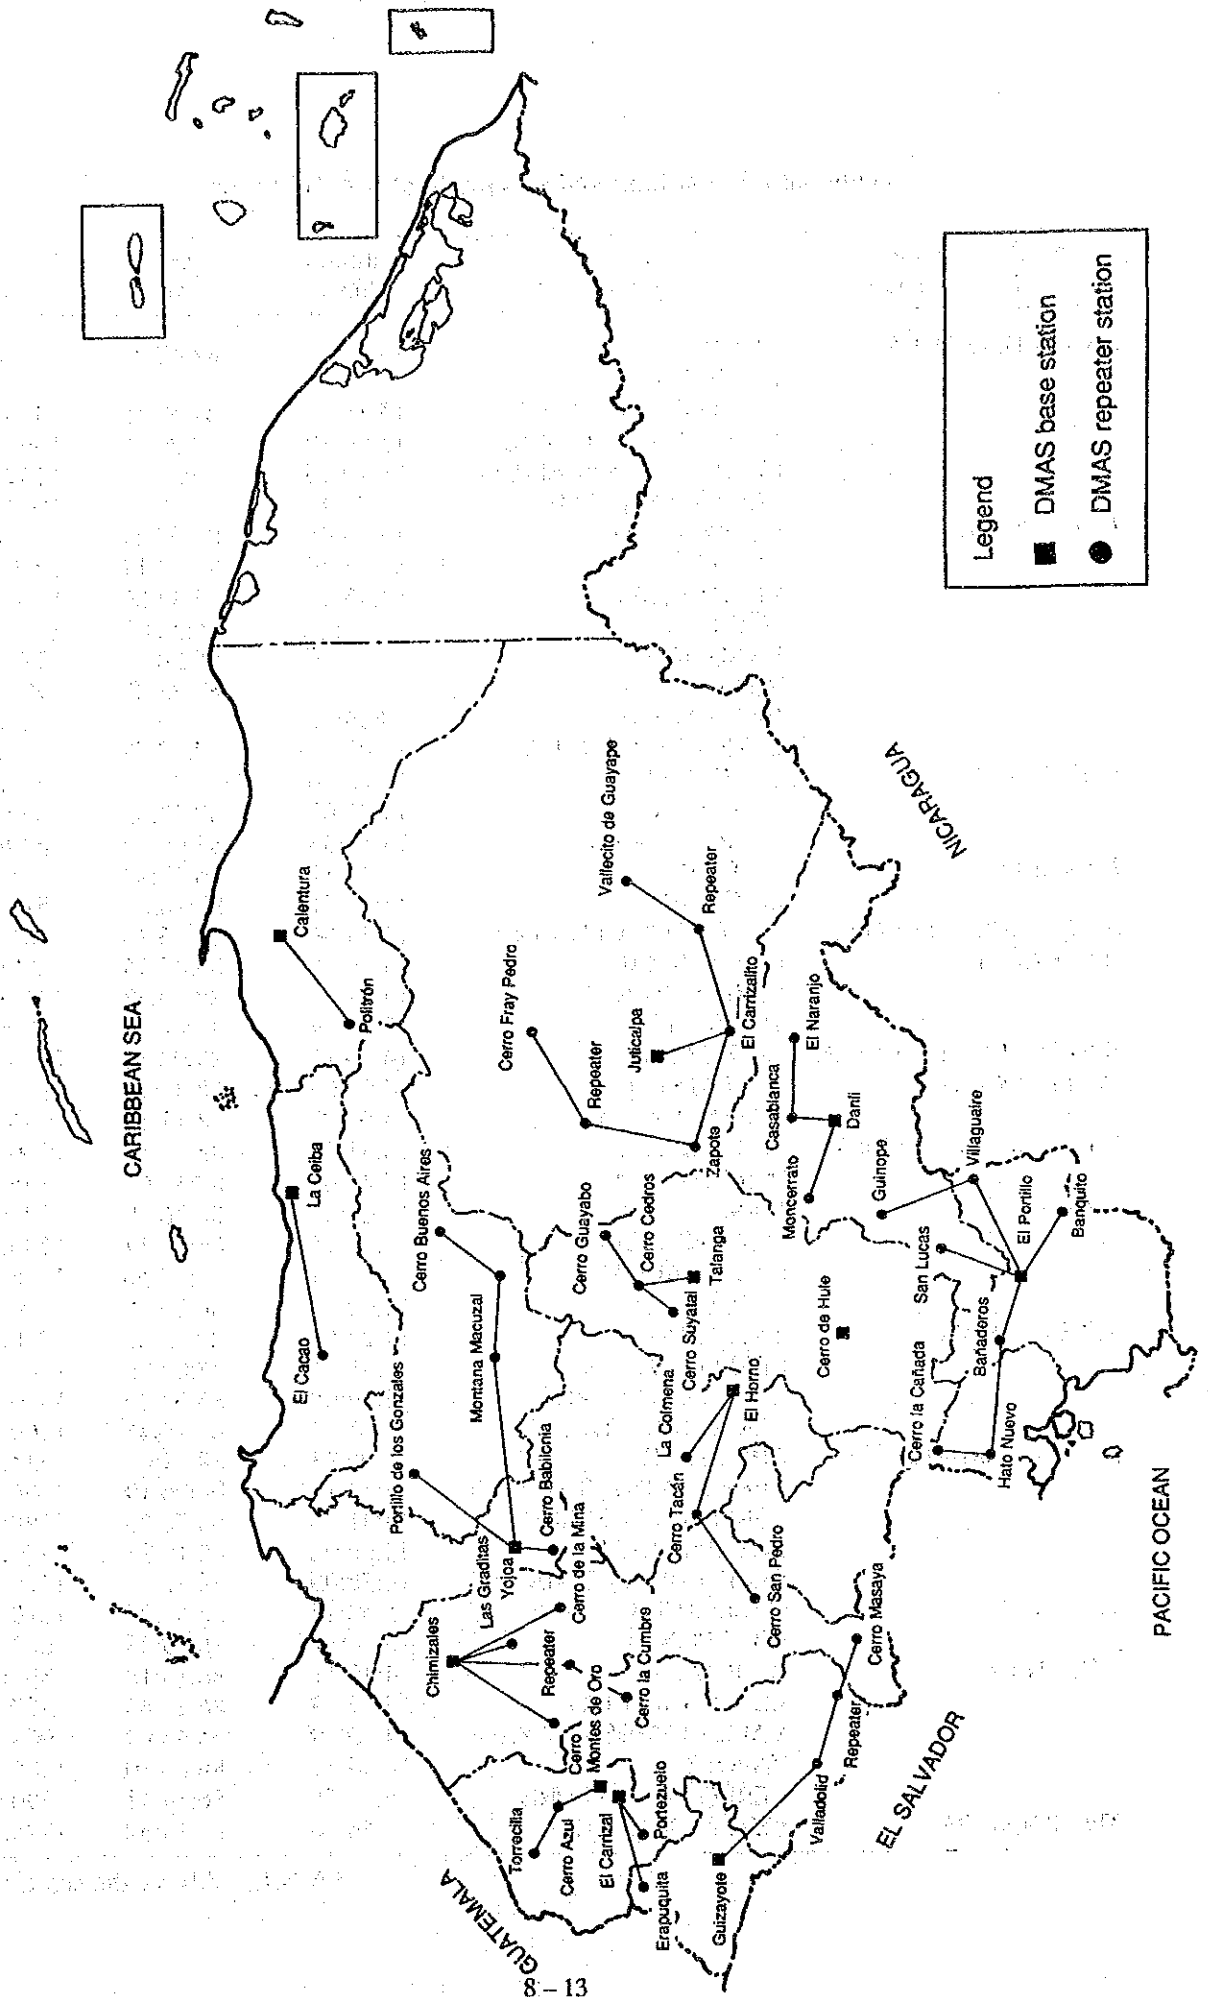 CARIBBEAN SEA
Calentura
Politrón
La Ceiba
El Cacao
Portillo de los Gonzales
Cerro Buenos Aires
Montana Macuzal
Cerro Fray Pedro
Repeater
Vallecito de Guayape
Repeater
Juticalpa
El Carrizalito
Zapote
Cerro Guayabo
Cerro Cedros
Talanga
Cerro Suyatal
Casablanca
El Naranjo
Danlí
Moncerrato
NICARAGUA
Guinope
Villaguaire
San Lucas
El Portillo
Banquito
Bañaderos
Cerro de Hule
Cerro la Cañada
Hato Nuevo
La Colmena
El Horno
Cerro Tacán
Cerro San Pedro
Las Graditas
Yojoa
Cerro Babilonia
Cerro de la Mina
Chimizales
Repeater
Cerro la Cumbre
Cerro
Montes de Oro
Torrecilla
Cerro Azul
El Carrizal
Portezuelo
Erapuquita
Guizayote
Valladolid
Repeater
Cerro Masaya
GUATEMALA
EL SALVADOR
PACIFIC OCEAN
Legend
DMAS base station
DMAS repeater station
8 – 13